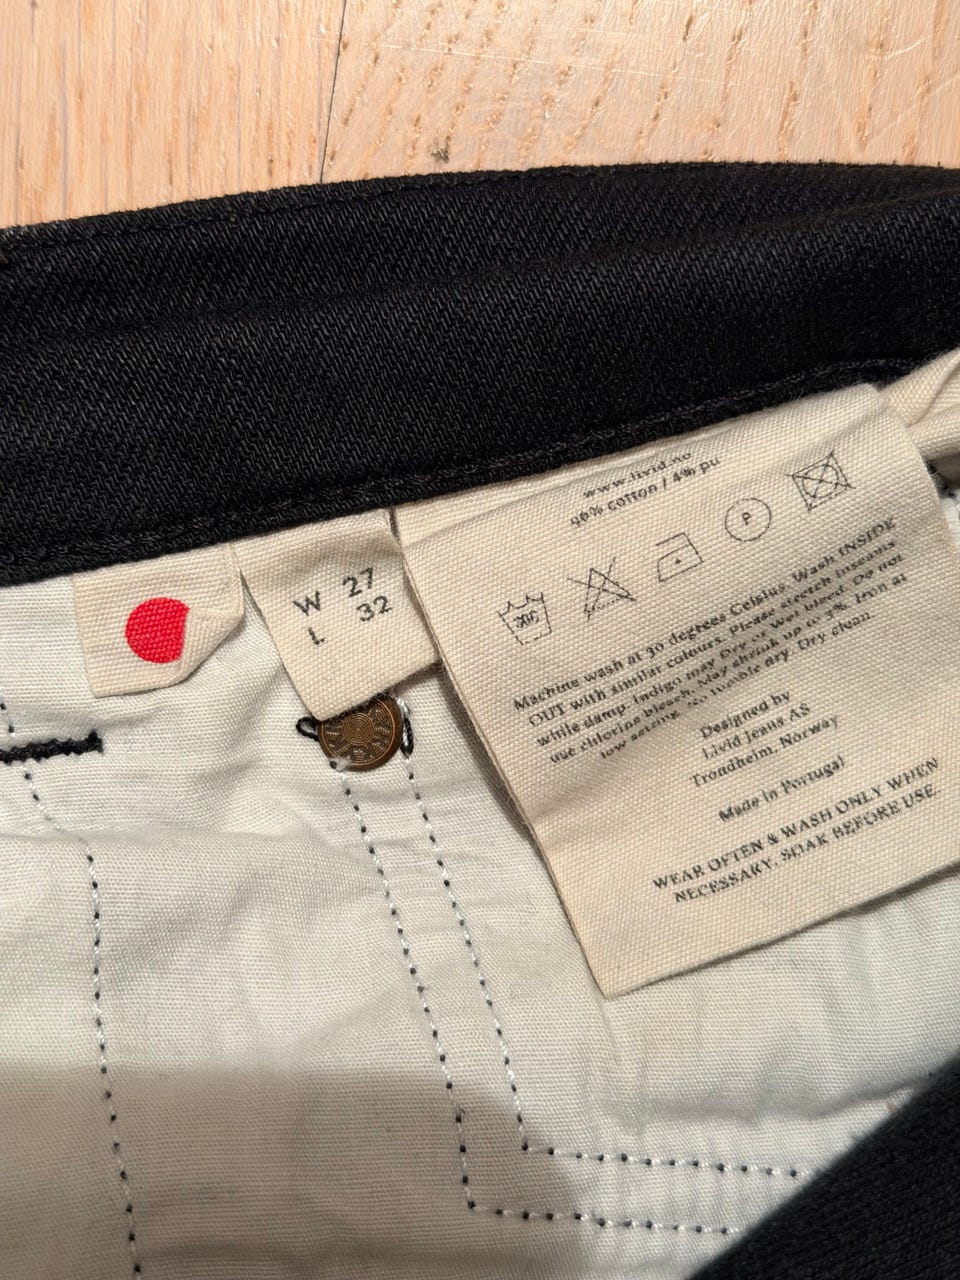 W 27
L 32
www.livid.no
96% cotton / 4% pu
30
P
Machine wash at 30 degrees Celsius. Wash INSIDE
OUT with similar colours. Please stretch inseams
while damp. Indigo may Dry or Wet bleed. Do not
use chlorine bleach. May shrink up to 3%. Iron at
low setting. No tumble dry. Dry clean
Designed by
Livid Jeans AS
Trondheim, Norway
Made in Portugal
WEAR OFTEN & WASH ONLY WHEN
NECESSARY. SOAK BEFORE USE.